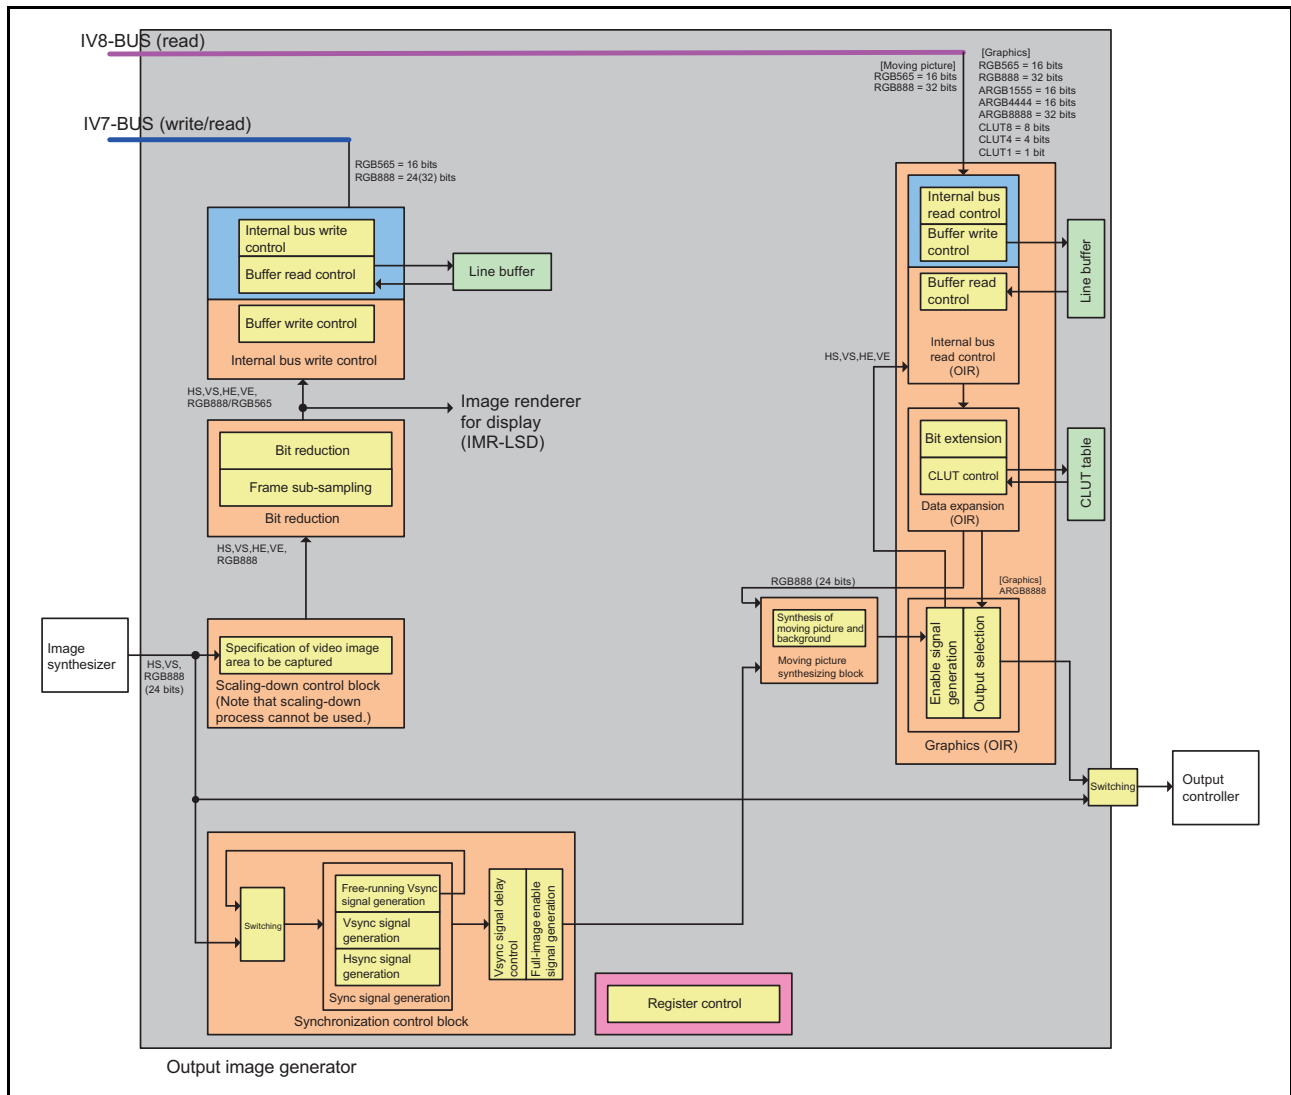 IV8-BUS (read)
[Moving picture]
RGB565 = 16 bits
RGB888 = 32 bits
[Graphics]
RGB565 = 16 bits
RGB888 = 32 bits
ARGB1555 = 16 bits
ARGB4444 = 16 bits
ARGB8888 = 32 bits
CLUT8 = 8 bits
CLUT4 = 4 bits
CLUT1 = 1 bit
IV7-BUS (write/read)
RGB565 = 16 bits
RGB888 = 24(32) bits
Internal bus write
control
Buffer read control
Line buffer
Buffer write control
Internal bus write control
HS,VS,HE,VE,
RGB888/RGB565
Image renderer
for display
(IMR-LSD)
Bit reduction
Frame sub-sampling
Bit reduction
HS,VS,HE,VE,
RGB888
Image
synthesizer
HS,VS,
RGB888
(24 bits)
Specification of video image
area to be captured
Scaling-down control block
(Note that scaling-down
process cannot be used.)
Internal bus
read control
Buffer write
control
Line buffer
Buffer read
control
Internal bus
read control
(OIR)
HS,VS,HE,VE
Bit extension
CLUT control
CLUT table
Data expansion
(OIR)
RGB888 (24 bits)
[Graphics]
ARGB8888
Synthesis of
moving picture and
background
Moving picture
synthesizing block
Enable signal
generation
Output selection
Graphics (OIR)
Switching
Output
controller
Switching
Free-running Vsync
signal generation
Vsync signal
generation
Hsync signal
generation
Sync signal generation
Vsync signal delay
control
Full-image enable
signal generation
Synchronization control block
Register control
Output image generator